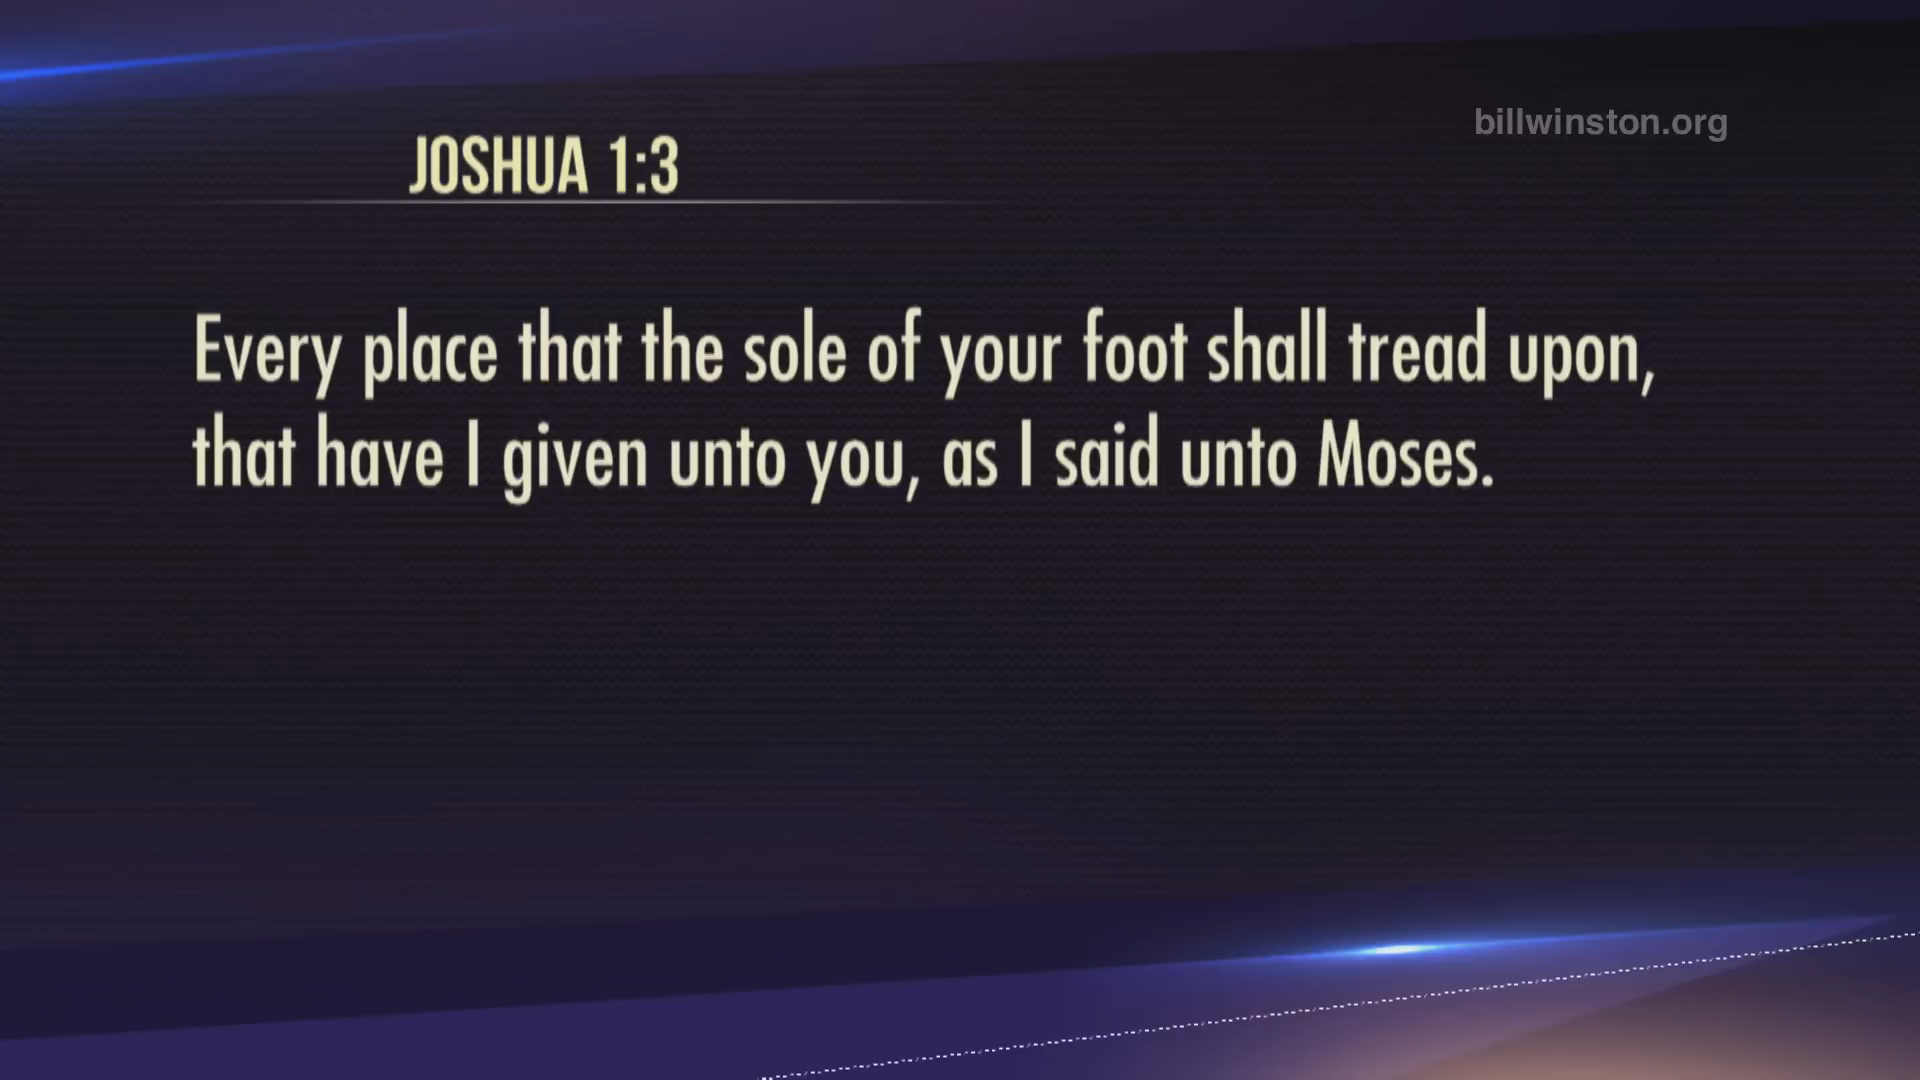 billwinston.org
JOSHUA 1:3
Every place that the sole of your foot shall tread upon,
that have I given unto you, as I said unto Moses.